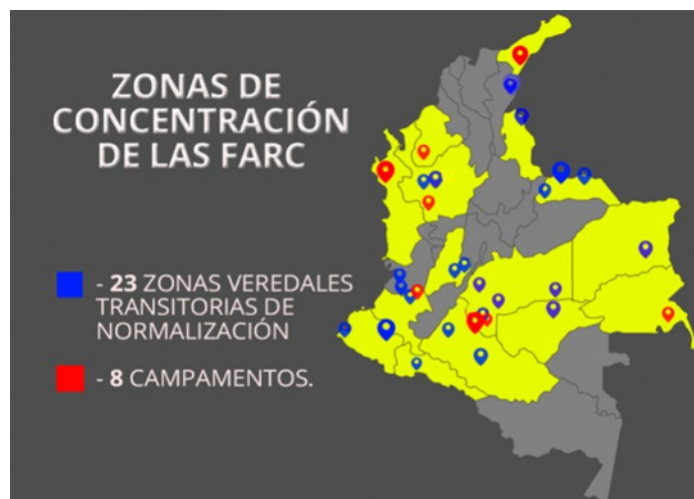 ZONAS DE
CONCENTRACIÓN
DE LAS FARC
- 23 ZONAS VEREDALES
TRANSITORIAS DE
NORMALIZACIÓN
- 8 CAMPAMENTOS.